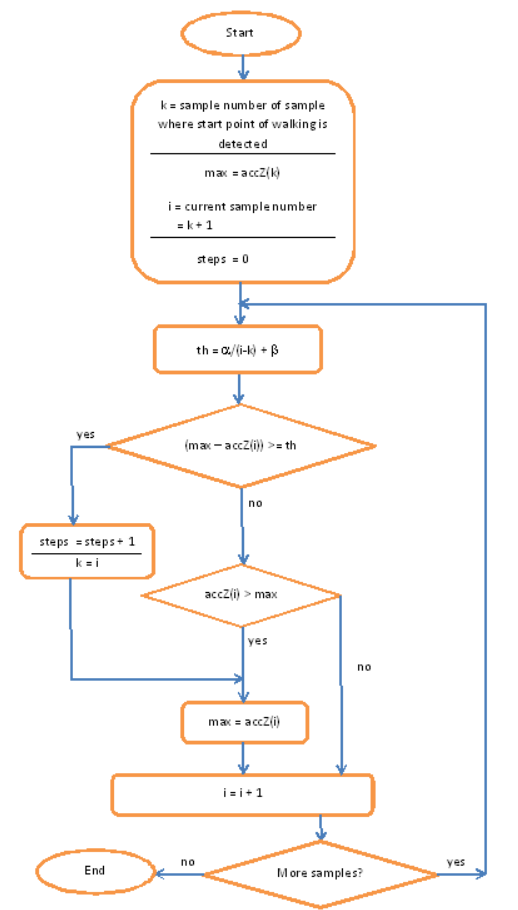 Start
k = sample number of sample
where start point of walking is
detected
max = accZ(k)
i = current sample number
= k + 1
steps = 0
th = α/(i-k) + β
(max – accZ(i)) >= th
yes
no
steps = steps + 1
k = i
accZ(i) > max
yes
no
max = accZ(i)
i = i + 1
More samples?
no
yes
End